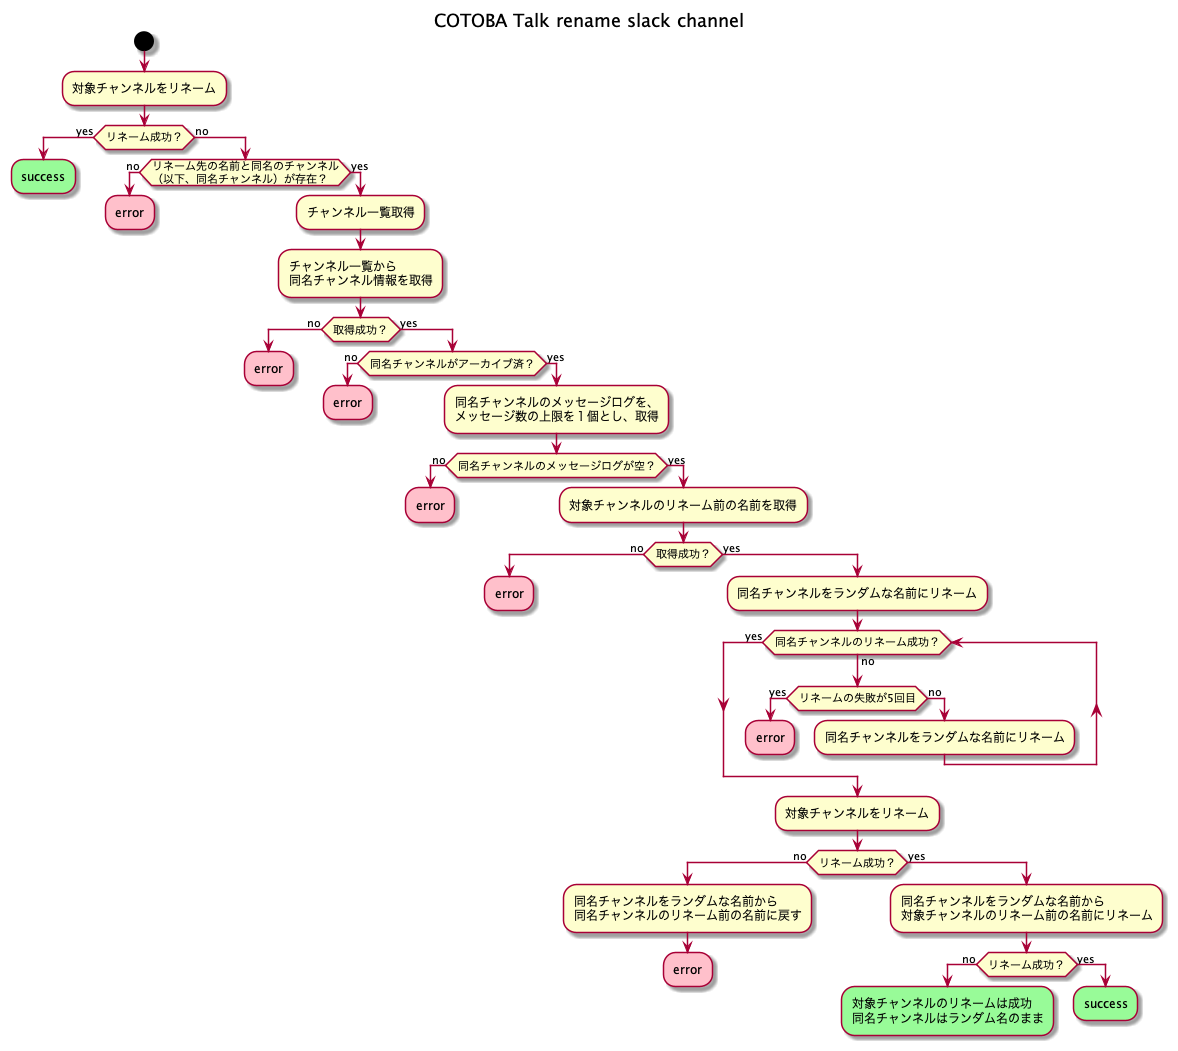 COTOBA Talk rename slack channel
対象チャンネルをリネーム
yes
リネーム成功？
no
success
no
リネーム先の名前と同名のチャンネル
（以下、同名チャンネル）が存在？
yes
error
チャンネル一覧取得
チャンネル一覧から
同名チャンネル情報を取得
no
取得成功？
yes
error
no
同名チャンネルがアーカイブ済？
yes
error
同名チャンネルのメッセージログを、
メッセージ数の上限を１個とし、取得
no
同名チャンネルのメッセージログが空？
yes
error
対象チャンネルのリネーム前の名前を取得
no
取得成功？
yes
error
同名チャンネルをランダムな名前にリネーム
yes
同名チャンネルのリネーム成功？
no
yes
リネームの失敗が5回目
no
error
同名チャンネルをランダムな名前にリネーム
対象チャンネルをリネーム
no
リネーム成功？
yes
同名チャンネルをランダムな名前から
同名チャンネルのリネーム前の名前に戻す
error
同名チャンネルをランダムな名前から
対象チャンネルのリネーム前の名前にリネーム
no
リネーム成功？
yes
対象チャンネルのリネームは成功
同名チャンネルはランダム名のまま
success